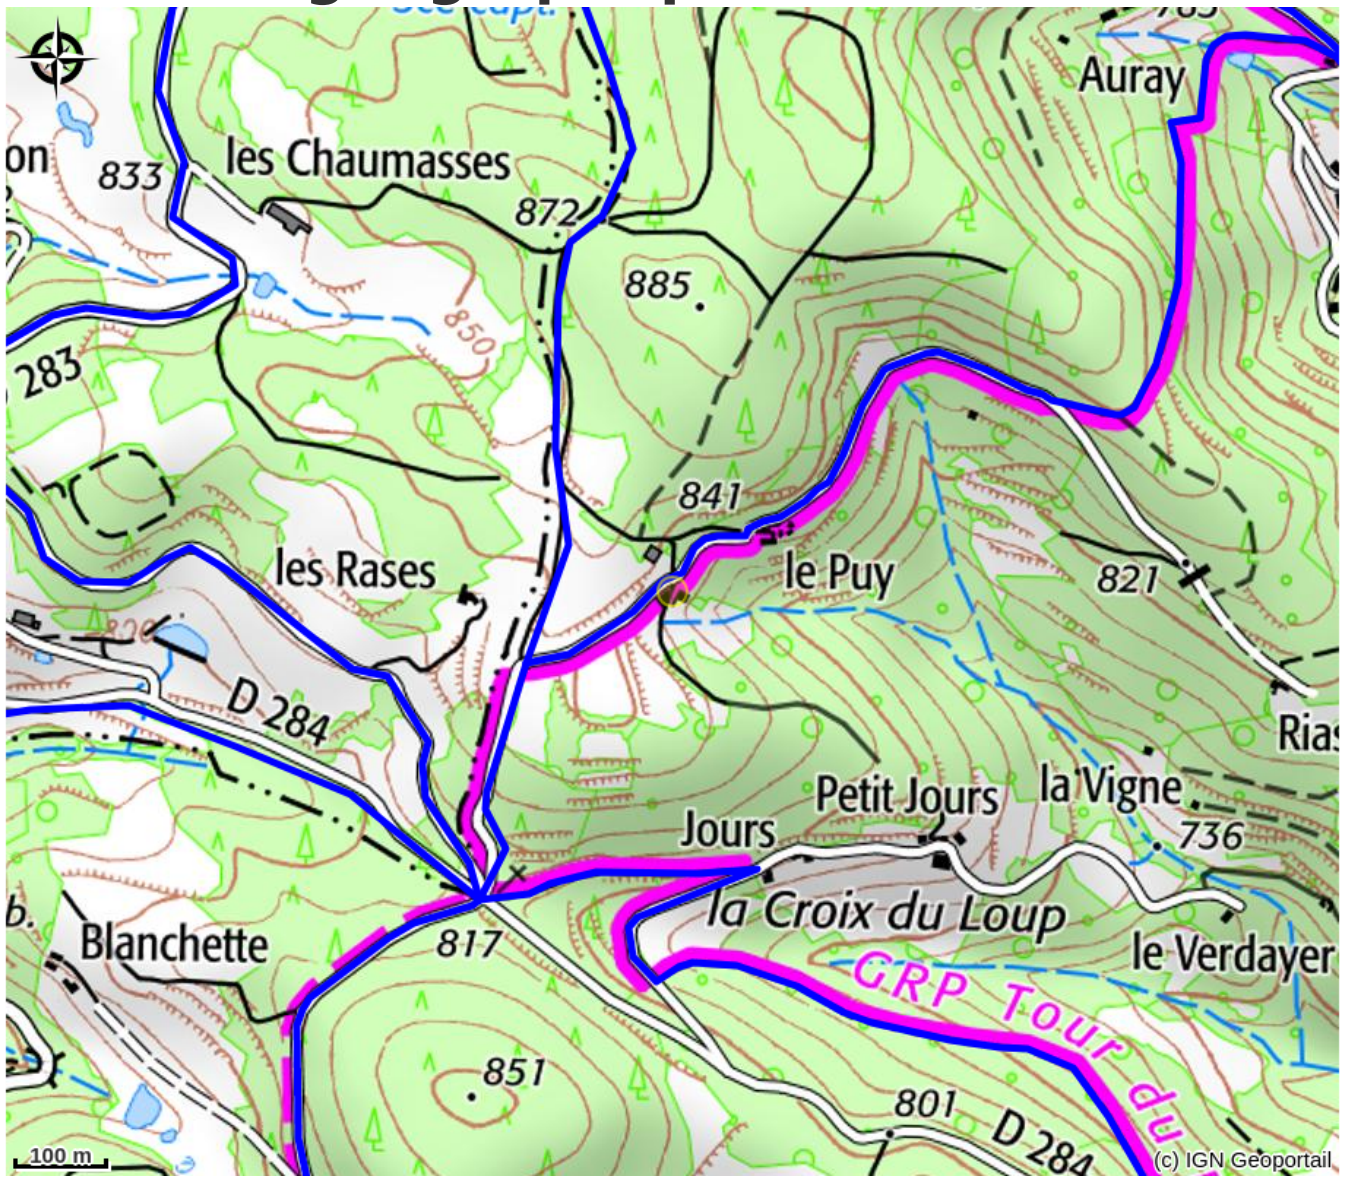 Auray
on
les Chaumasses
833
872
885
850
283
841
les Rases
le Puy
821
820
D 284
Petit Jours
la Vigne
Jours
736
la Croix du Loup
b.
Blanchette
817
le Verdayer
GRP Tour du
851
801
D 284
100 m
(c) IGN Geoportail